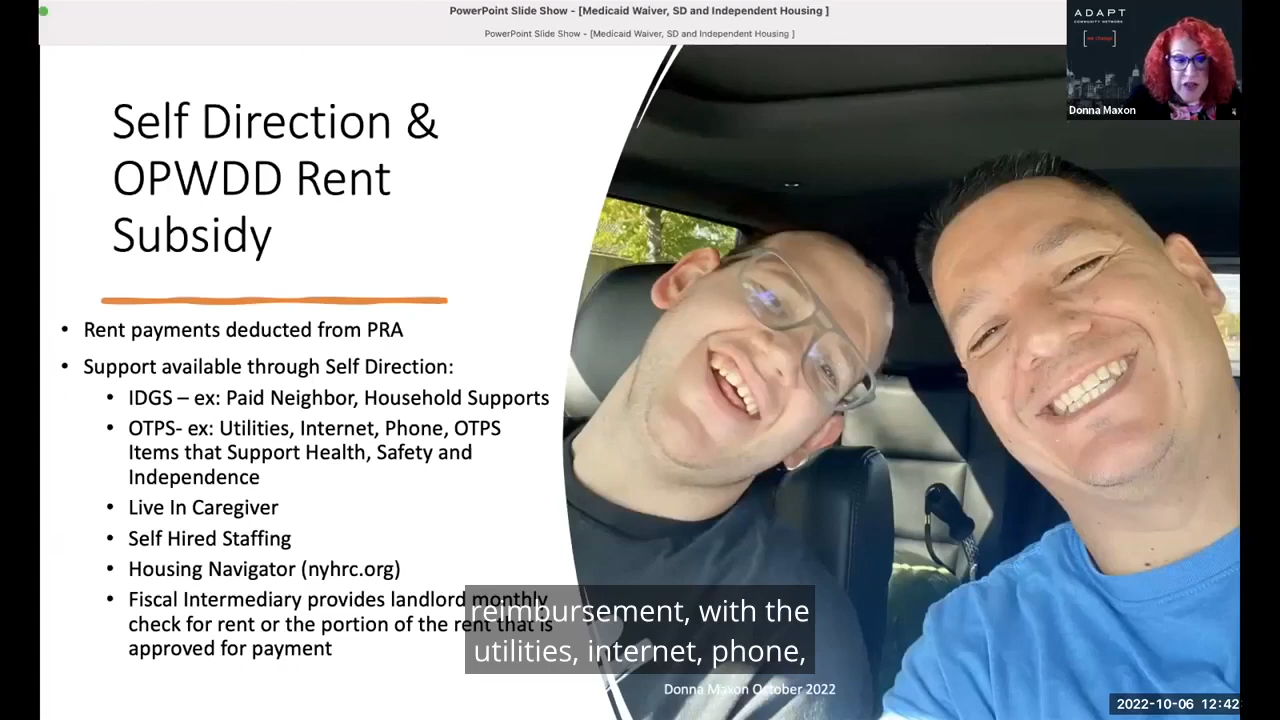 PowerPoint Slide Show - [Medicaid Waiver, SD and Independent Housing ]
PowerPoint Slide Show - [Medicaid Waiver, SD and Independent Housing ]
ADAPT
COMMUNITY NETWORK
[we change]
Donna Maxon
Self Direction &
OPWDD Rent
Subsidy
• Rent payments deducted from PRA
• Support available through Self Direction:
• IDGS – ex: Paid Neighbor, Household Supports
• OTPS- ex: Utilities, Internet, Phone, OTPS
Items that Support Health, Safety and
Independence
• Live In Caregiver
• Self Hired Staffing
• Housing Navigator (nyhrc.org)
• Fiscal Intermediary provides landlord monthly
check for rent or the portion of the rent that is
approved for payment
reimbursement, with the
utilities, internet, phone,
Donna Maxon October 2022
2022-10-06 12:42